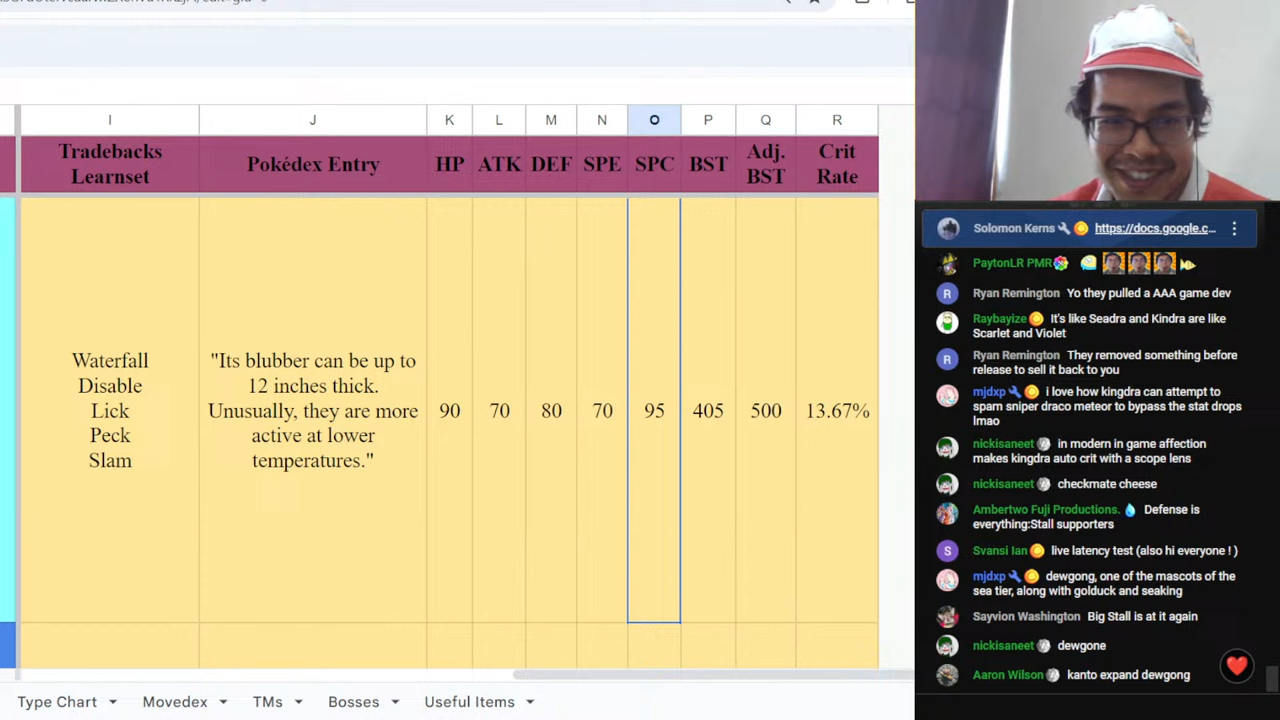 I J K L M N O P Q R
Tradebacks
Learnset
Pokédex Entry
HP ATK DEF SPE SPC BST
Adj.
BST
Crit
Rate
Waterfall
Disable
Lick
Peck
Slam
"Its blubber can be up to
12 inches thick.
Unusually, they are more
active at lower
temperatures."
90 70 80 70 95 405 500 13.67%
Type Chart Movedex TMs Bosses Useful Items
Solomon Kerns https://docs.google.c...
PaytonLR PMR
Ryan Remington Yo they pulled a AAA game dev
Raybayize It's like Seadra and Kindra are like
Scarlet and Violet
Ryan Remington They removed something before
release to sell it back to you
mjdxp i love how kingdra can attempt to
spam sniper draco meteor to bypass the stat drops
lmao
nickisaneet in modern in game affection
makes kingdra auto crit with a scope lens
nickisaneet checkmate cheese
Ambertwo Fuji Productions. Defense is
everything:Stall supporters
Svansi Ian live latency test (also hi everyone ! )
mjdxp dewgong, one of the mascots of the
sea tier, along with golduck and seaking
Sayvion Washington Big Stall is at it again
nickisaneet dewgone
Aaron Wilson kanto expand dewgong